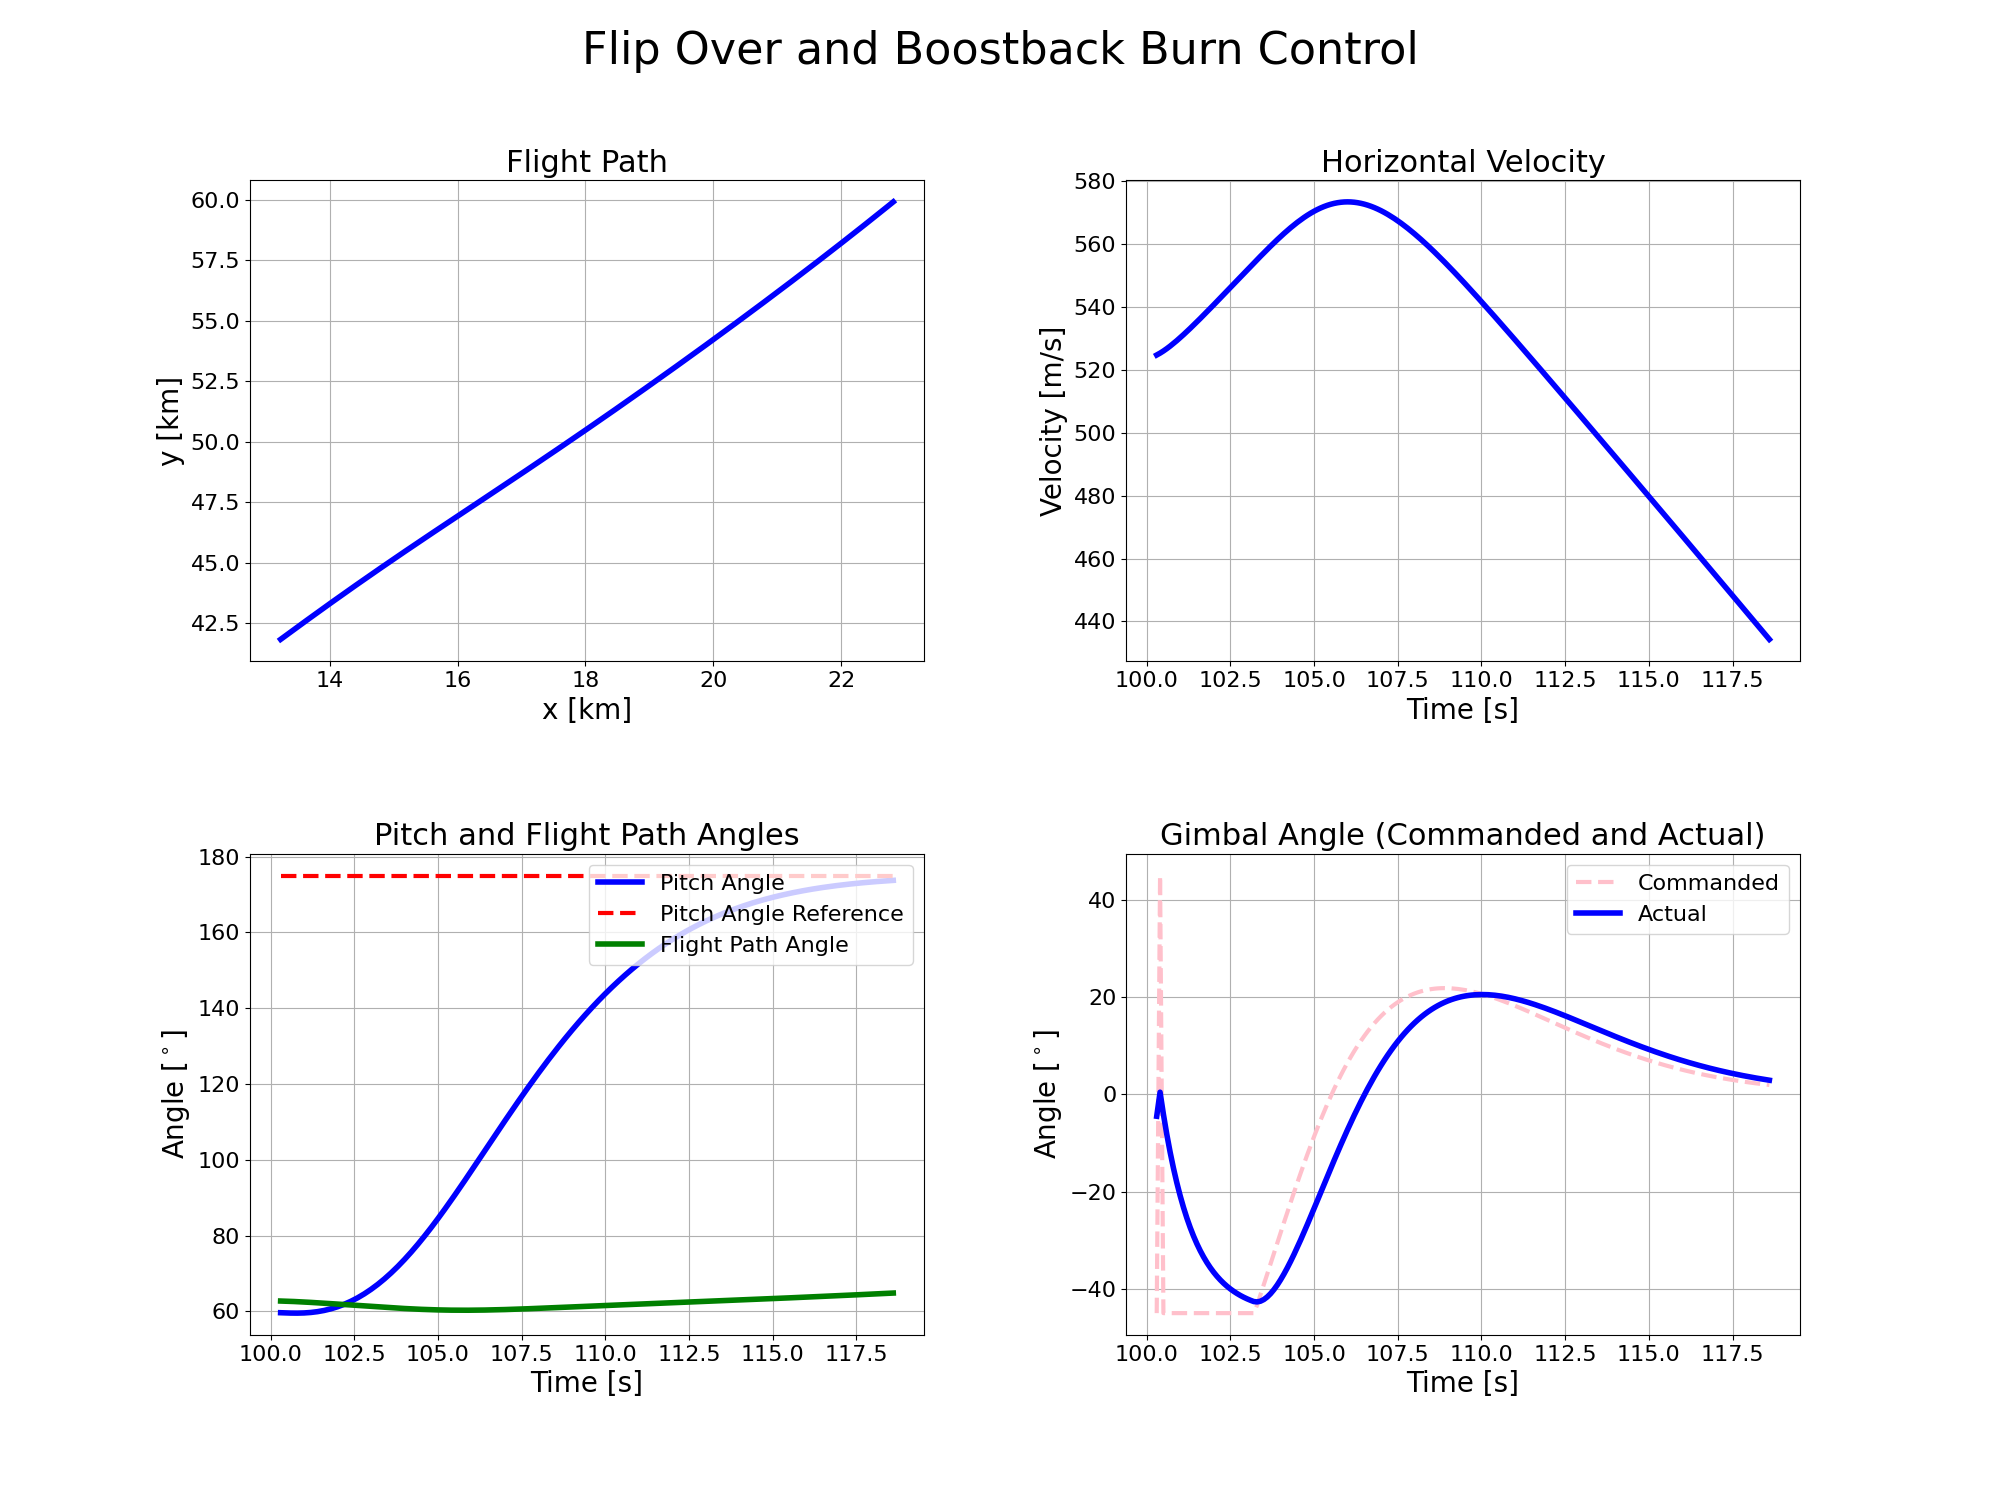 Flip Over and Boostback Burn Control
Flight Path
60.0
57.5
55.0
52.5
50.0
47.5
45.0
42.5
y [km]
14 16 18 20 22
x [km]
Horizontal Velocity
580
560
540
520
500
480
460
440
Velocity [m/s]
100.0 102.5 105.0 107.5 110.0 112.5 115.0 117.5
Time [s]
Pitch and Flight Path Angles
180
160
140
120
100
80
60
Angle [°]
Pitch Angle
Pitch Angle Reference
Flight Path Angle
100.0 102.5 105.0 107.5 110.0 112.5 115.0 117.5
Time [s]
Gimbal Angle (Commanded and Actual)
40
20
0
−20
−40
Angle [°]
Commanded
Actual
100.0 102.5 105.0 107.5 110.0 112.5 115.0 117.5
Time [s]